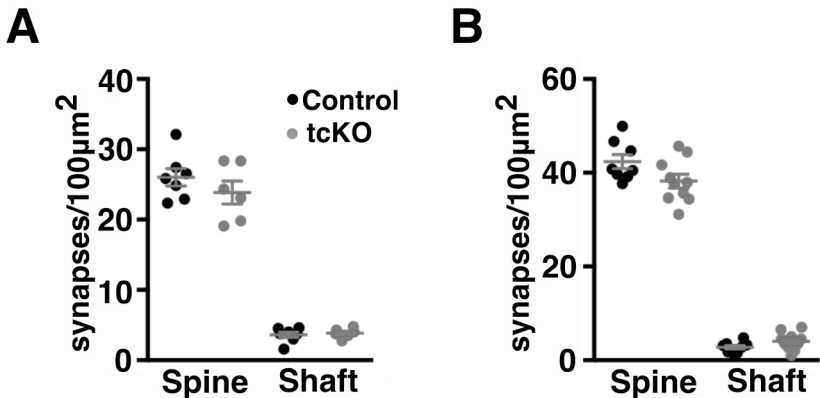 A
synapses/100µm²
40
30
20
10
0
Control
tcKO
Spine Shaft
B
synapses/100µm²
60
40
20
0
Spine Shaft